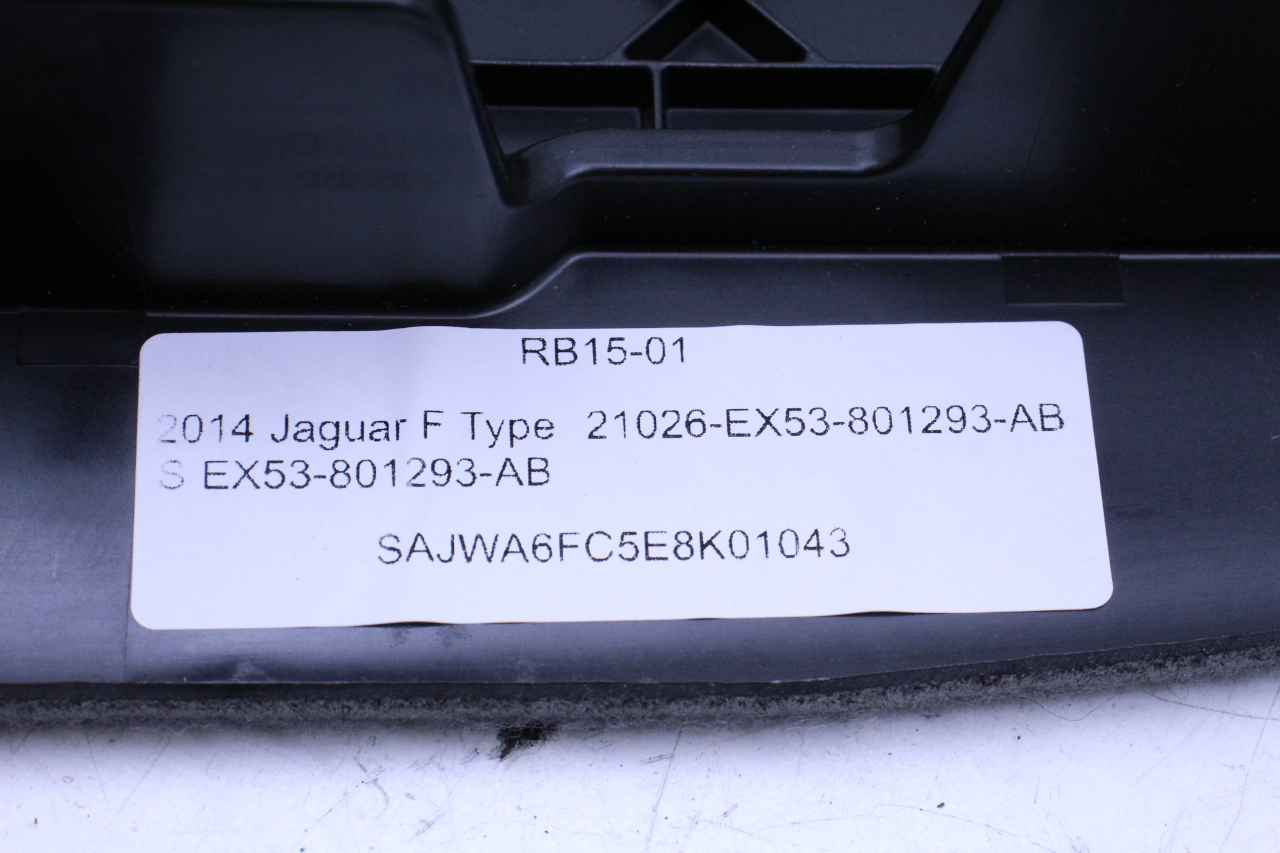 RB15-01
2014 Jaguar F Type 21026-EX53-801293-AB
S EX53-801293-AB
SAJWA6FC5E8K01043